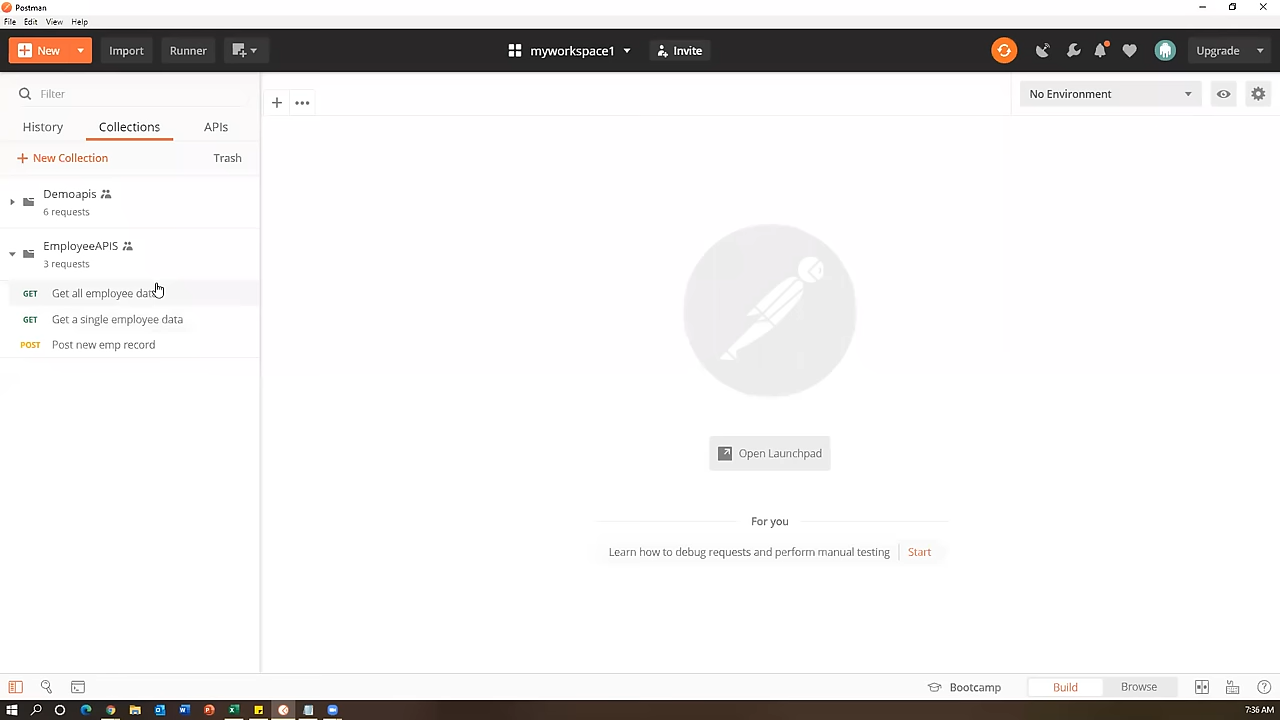 Postman
File Edit View Help
New Import Runner myworkspace1 Invite Upgrade
Filter
No Environment
History Collections APIs
New Collection Trash
Demoapis
6 requests
EmployeeAPIS
3 requests
GET Get all employee data
GET Get a single employee data
POST Post new emp record
Open Launchpad
For you
Learn how to debug requests and perform manual testing Start
Bootcamp Build Browse
7:36 AM